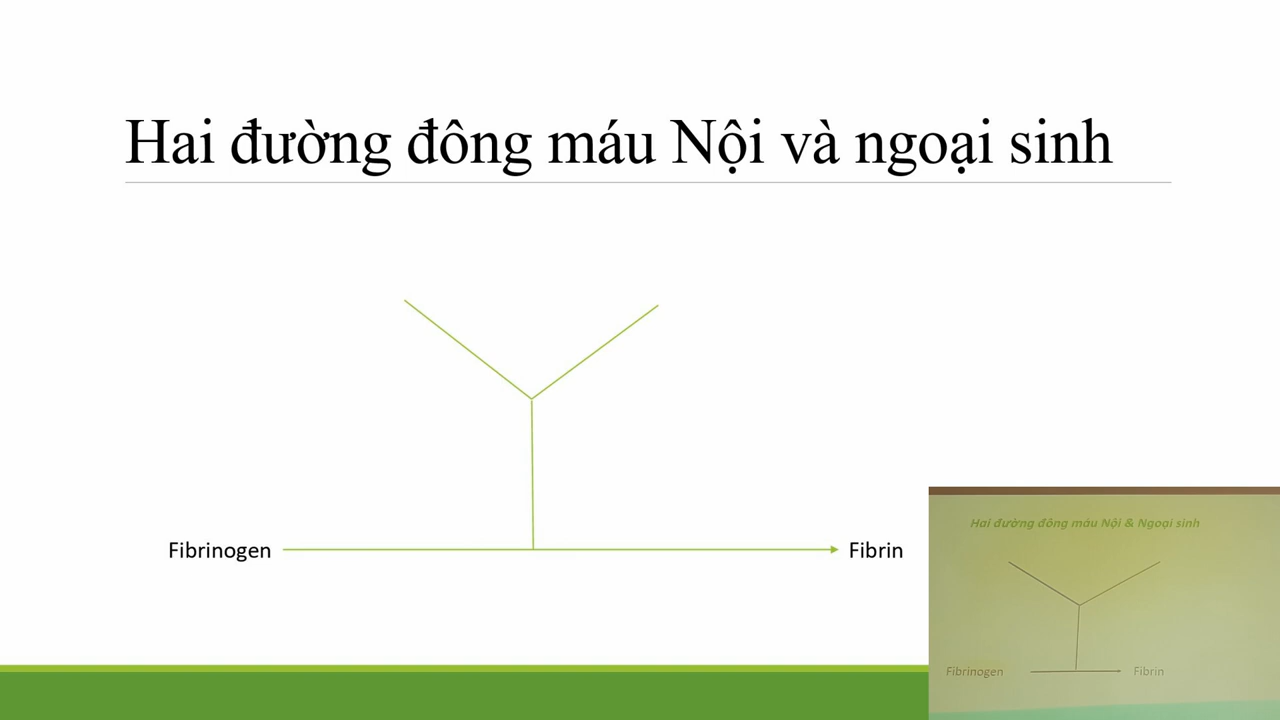 Hai đường đông máu Nội và ngoại sinh
Fibrinogen
Fibrin
Hai đường đông máu Nội & Ngoại sinh
Fibrinogen
Fibrin